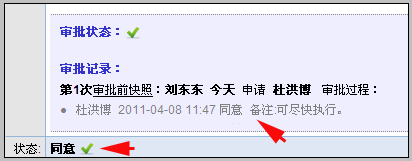 审批状态：
审批记录：
第1次审批前快照：刘东东 今天 申请 杜洪博 审批过程：
● 杜洪博 2011-04-08 11:47 同意 备注:可尽快执行。
状态: 同意